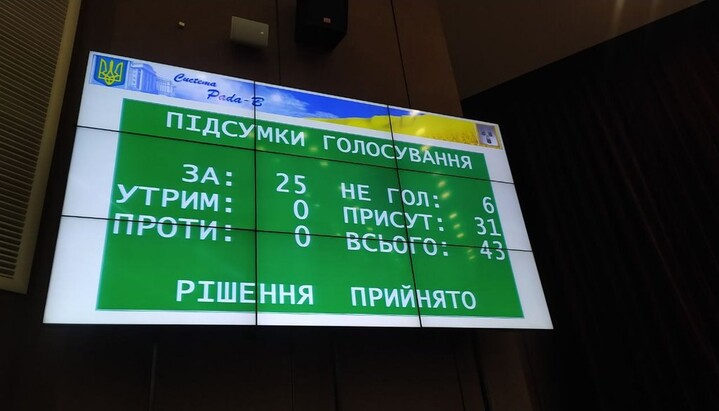 Система
Рада-В
ПІДСУМКИ ГОЛОСУВАННЯ
ЗА: 25 НЕ ГОЛ: 6
УТРИМ: 0 ПРИСУТ: 31
ПРОТИ: 0 ВСЬОГО: 43
РІШЕННЯ ПРИЙНЯТО